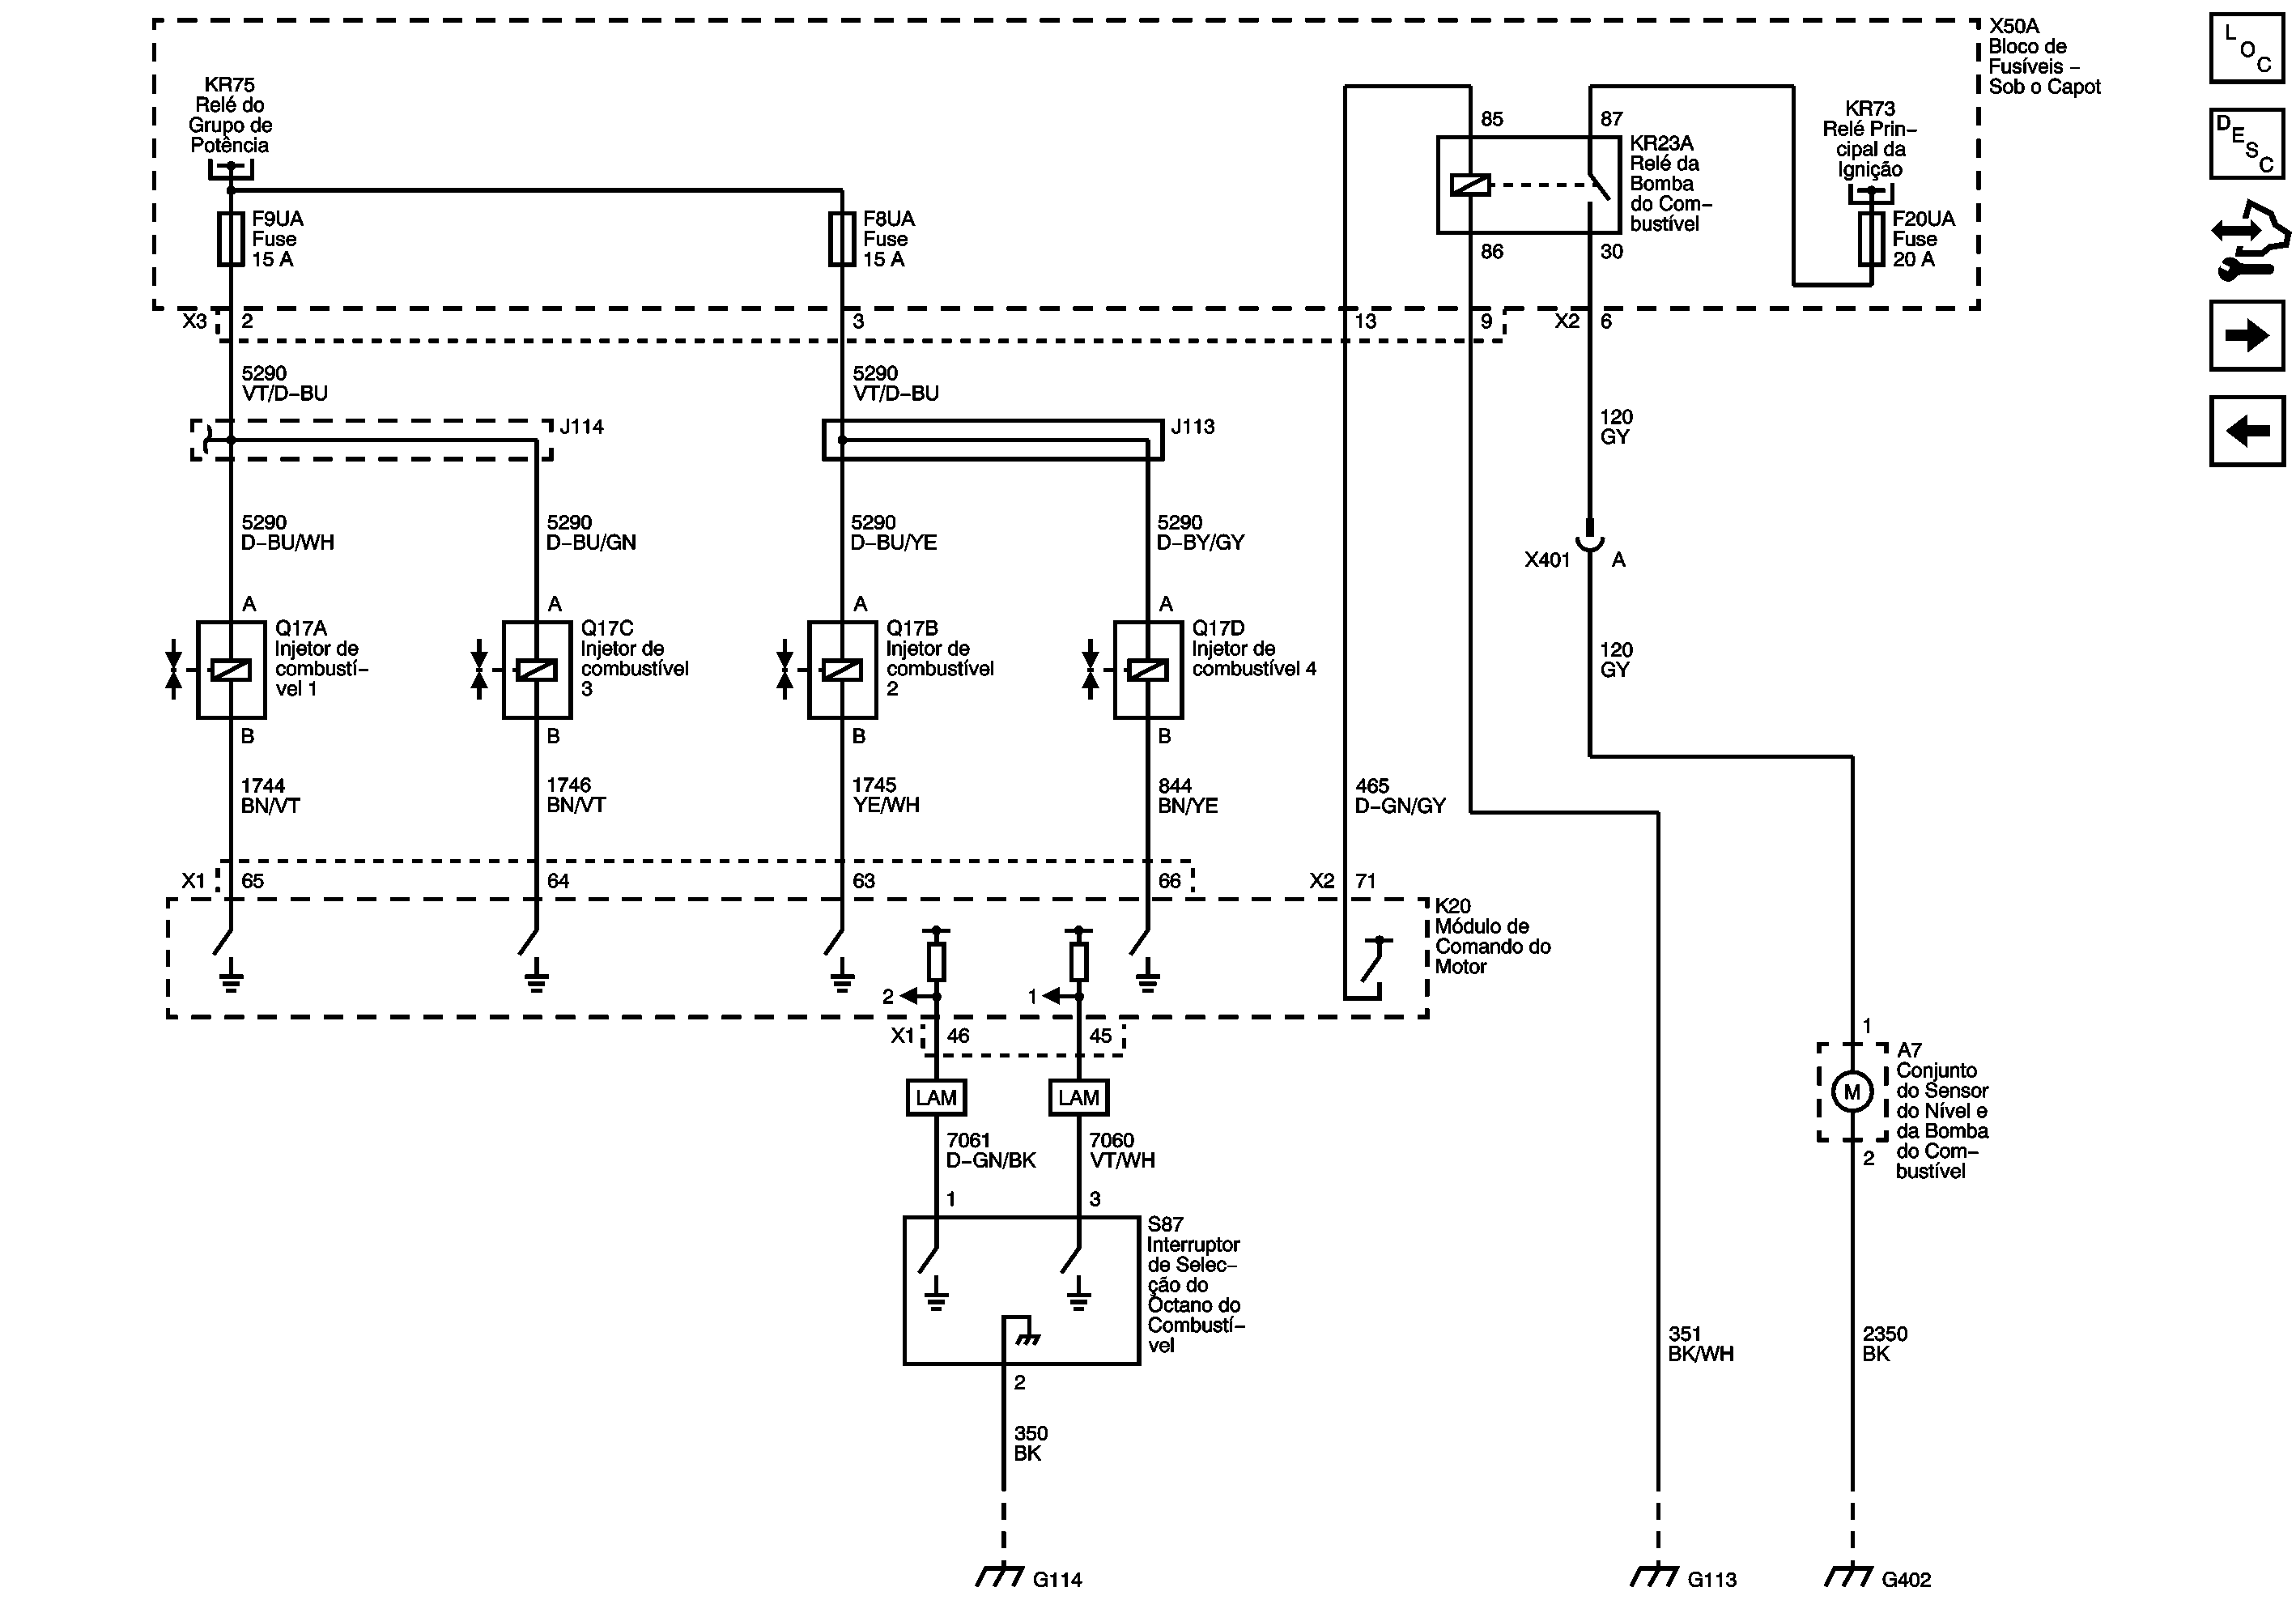 X50A
Bloco de
Fusíveis –
Sob o Capot
L
O
C
D
E
S
C
KR75
Relé do
Grupo de
Potência
F9UA
Fuse
15 A
F8UA
Fuse
15 A
85
87
KR23A
Relé da
Bomba
do Com–
bustível
86
30
KR73
Relé Prin–
cipal da
Ignição
F20UA
Fuse
20 A
X3
2
3
13
9
X2
6
5290
VT/D–BU
5290
VT/D–BU
J114
J113
120
GY
5290
D–BU/WH
5290
D–BU/GN
5290
D–BU/YE
5290
D–BY/GY
X401
A
A
A
A
A
Q17A
Injetor de
combustí–
vel 1
Q17C
Injetor de
combustível
3
Q17B
Injetor de
combustível
2
Q17D
Injetor de
combustível 4
120
GY
B
B
B
B
1744
BN/VT
1746
BN/VT
1745
YE/WH
844
BN/YE
465
D–GN/GY
X1
65
64
63
66
X2
71
K20
Módulo de
Comando do
Motor
2
1
X1
46
45
LAM
LAM
1
A7
Conjunto
do Sensor
do Nível e
da Bomba
do Com–
bustível
M
2
7061
D–GN/BK
7060
VT/WH
1
3
S87
Interruptor
de Selec–
ção do
Octano do
Combustí–
vel
2
350
BK
351
BK/WH
2350
BK
G114
G113
G402